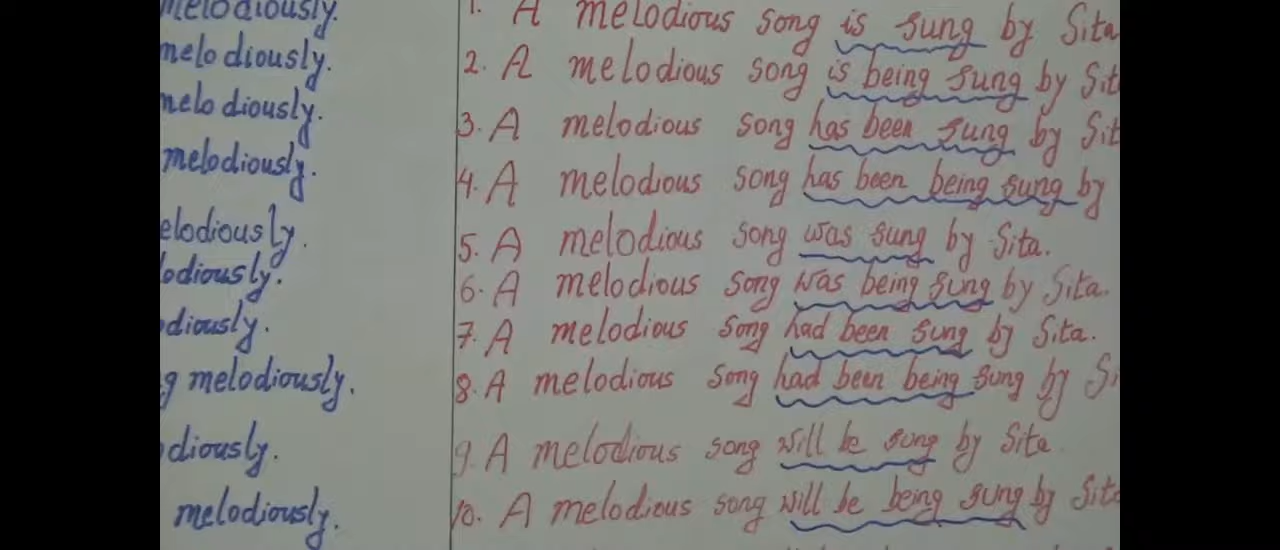 melodiously.
melodiously.
melodiously.
melodiously.
elodiously.
lodiously.
diously.
g melodiously.
diously.
melodiously.
1. A melodious song is sung by Sita
2. A melodious song is being sung by Sit
3. A melodious song has been sung by Sit
4. A melodious song has been being sung by
5. A melodious song was sung by Sita.
6. A melodious song was being sung by Sita.
7. A melodious song had been sung by Sita.
8. A melodious song had been being sung by Si
9. A melodious song will be sung by Sita
10. A melodious song will be being sung by Sita